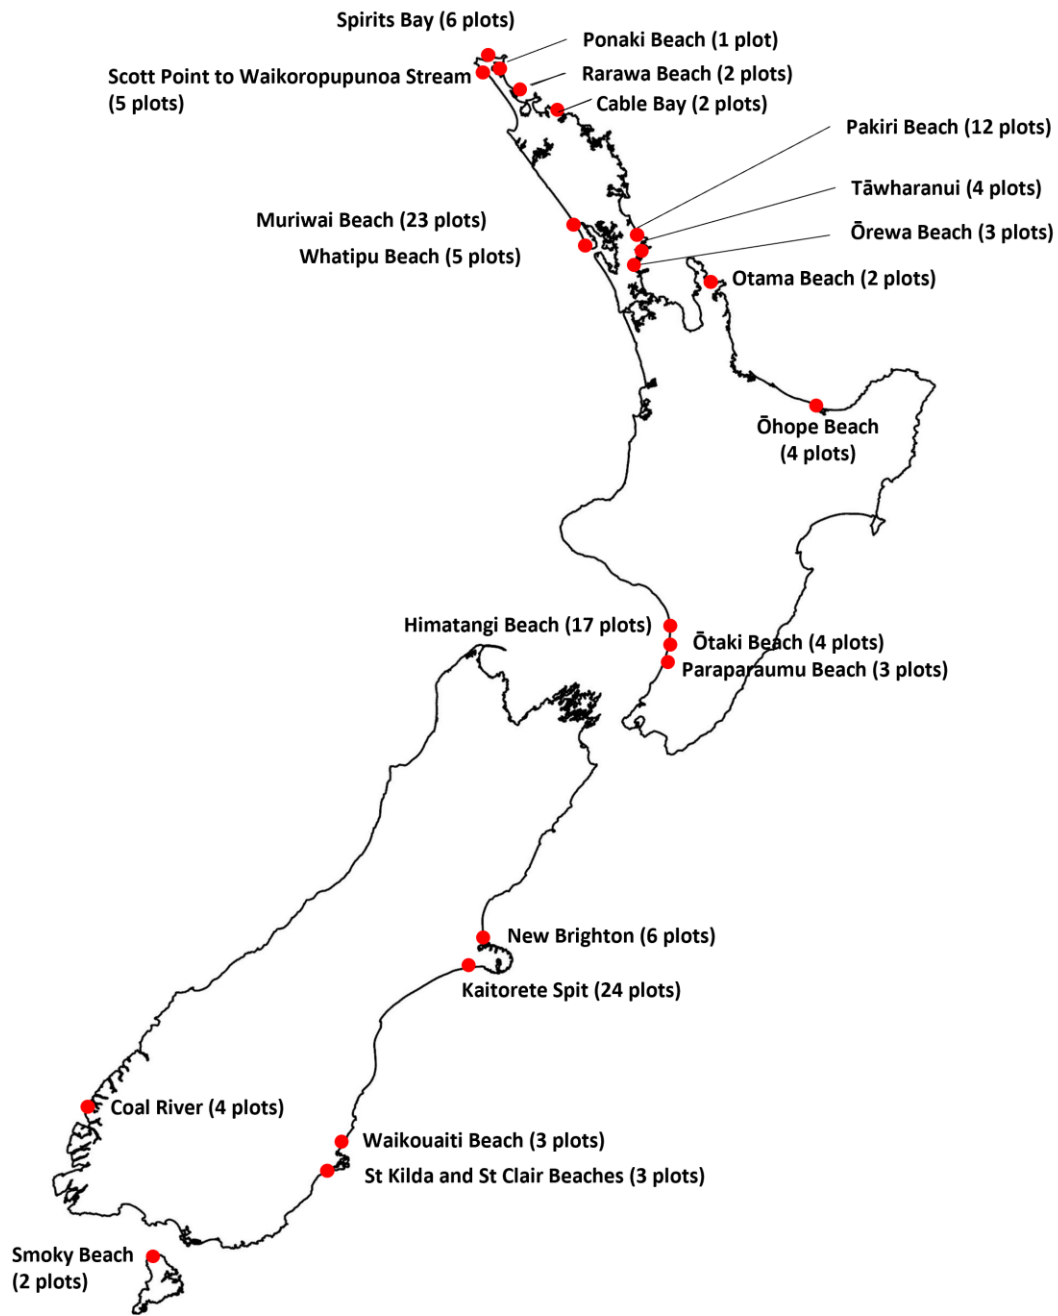 Spirits Bay (6 plots)
Ponaki Beach (1 plot)
Scott Point to Waikoropupunoa Stream
(5 plots)
Rarawa Beach (2 plots)
Cable Bay (2 plots)
Pakiri Beach (12 plots)
Tāwharanui (4 plots)
Muriwai Beach (23 plots)
Ōrewa Beach (3 plots)
Whatipu Beach (5 plots)
Otama Beach (2 plots)
Ōhope Beach
(4 plots)
Himatangi Beach (17 plots)
Ōtaki Beach (4 plots)
Paraparaumu Beach (3 plots)
New Brighton (6 plots)
Kaitorete Spit (24 plots)
Coal River (4 plots)
Waikouaiti Beach (3 plots)
St Kilda and St Clair Beaches (3 plots)
Smoky Beach
(2 plots)